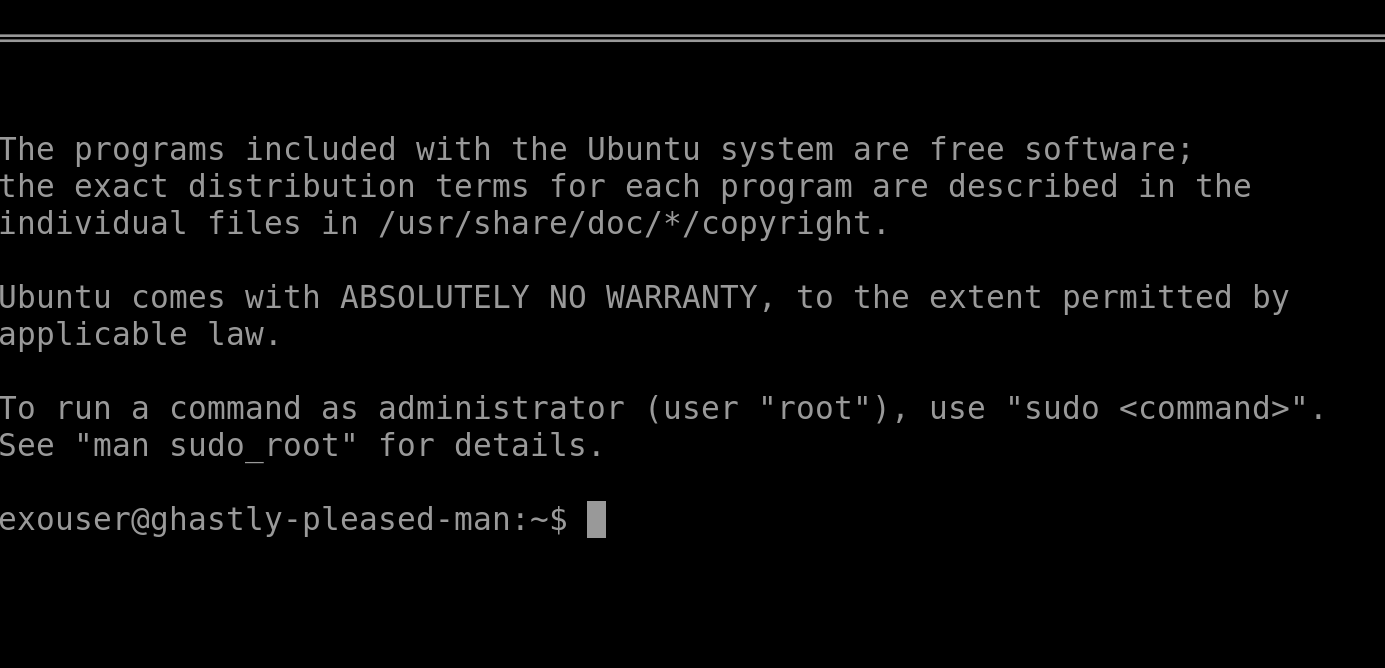 The programs included with the Ubuntu system are free software;
the exact distribution terms for each program are described in the
individual files in /usr/share/doc/*/copyright.
Ubuntu comes with ABSOLUTELY NO WARRANTY, to the extent permitted by
applicable law.
To run a command as administrator (user "root"), use "sudo <command>".
See "man sudo_root" for details.
exouser@ghastly-pleased-man:~$